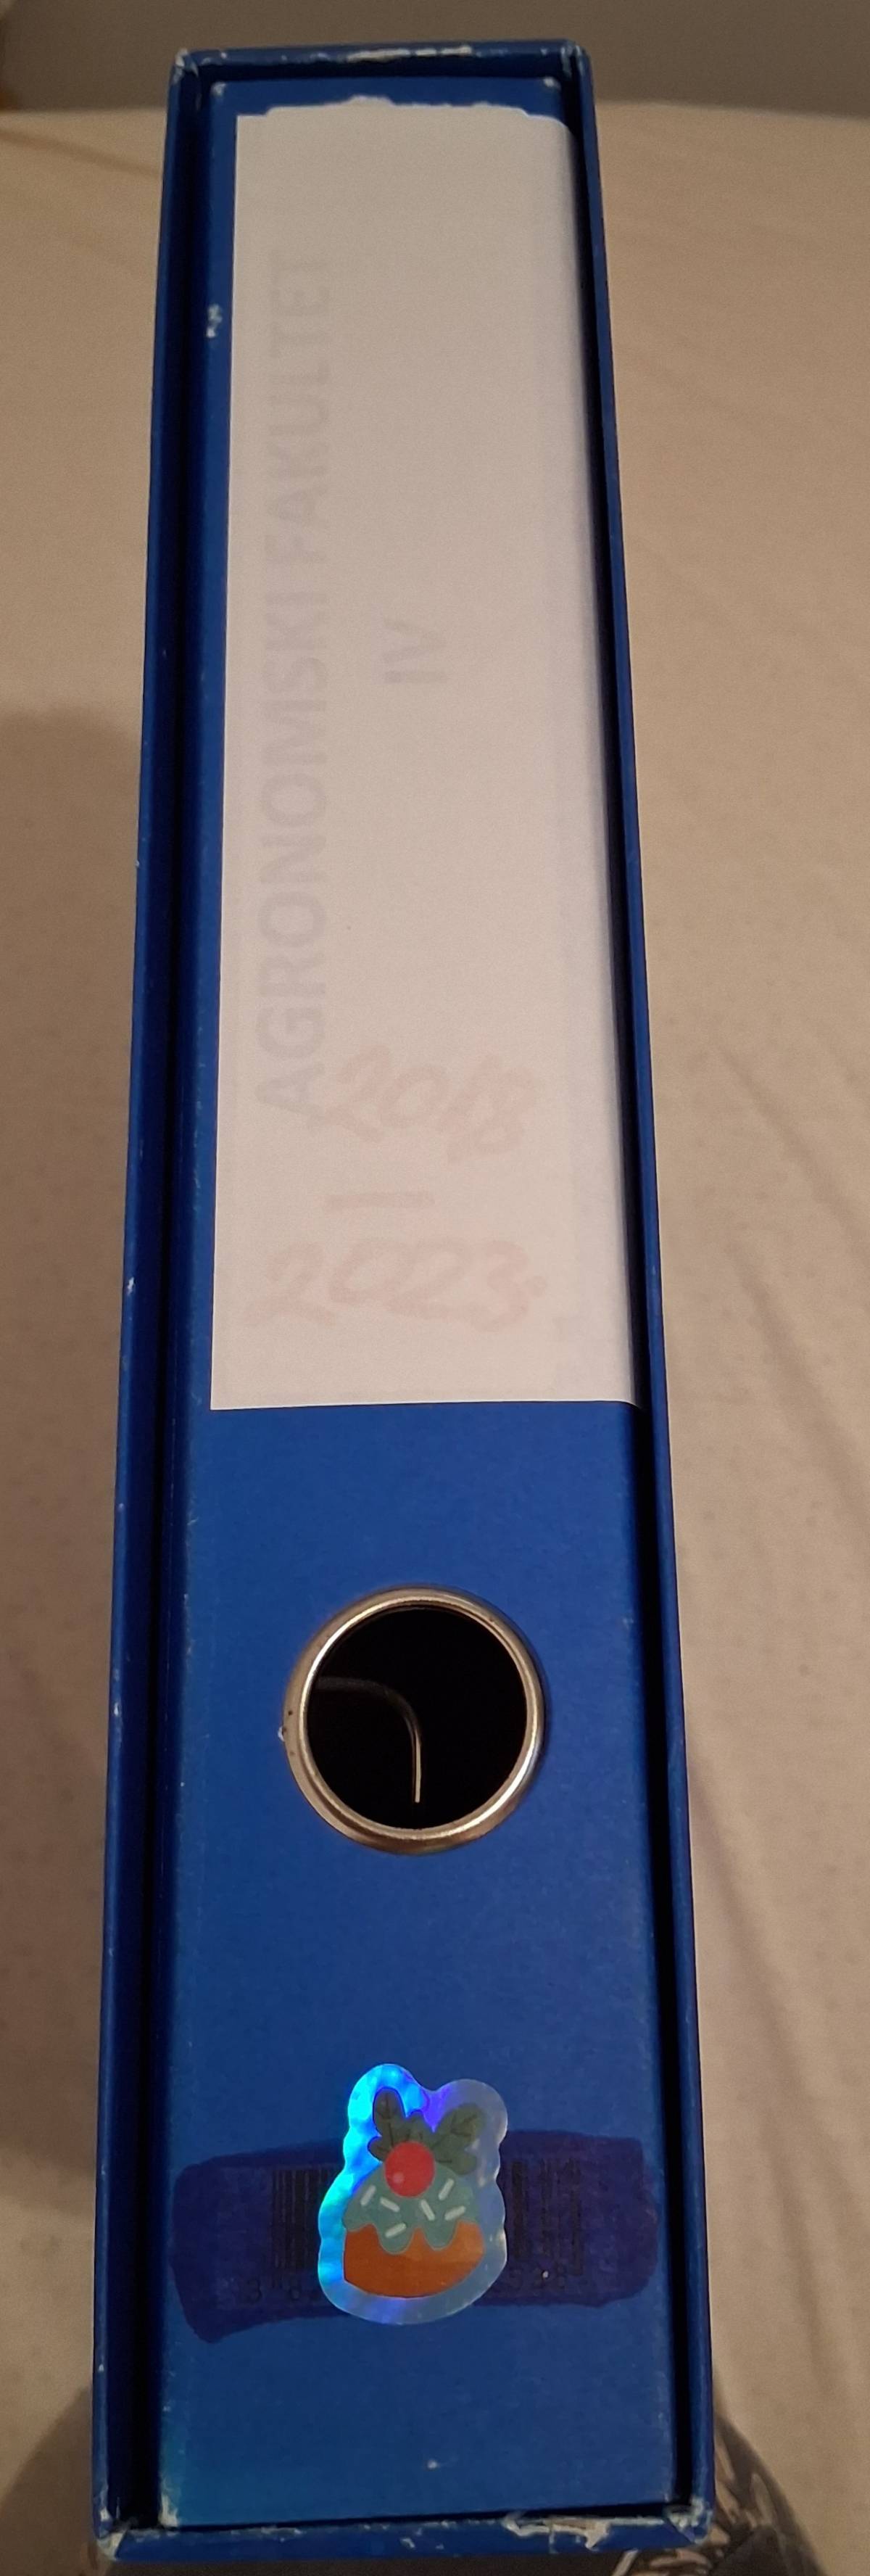 AGRONOMSKI FAKULTET
IV
2018
–
2023.